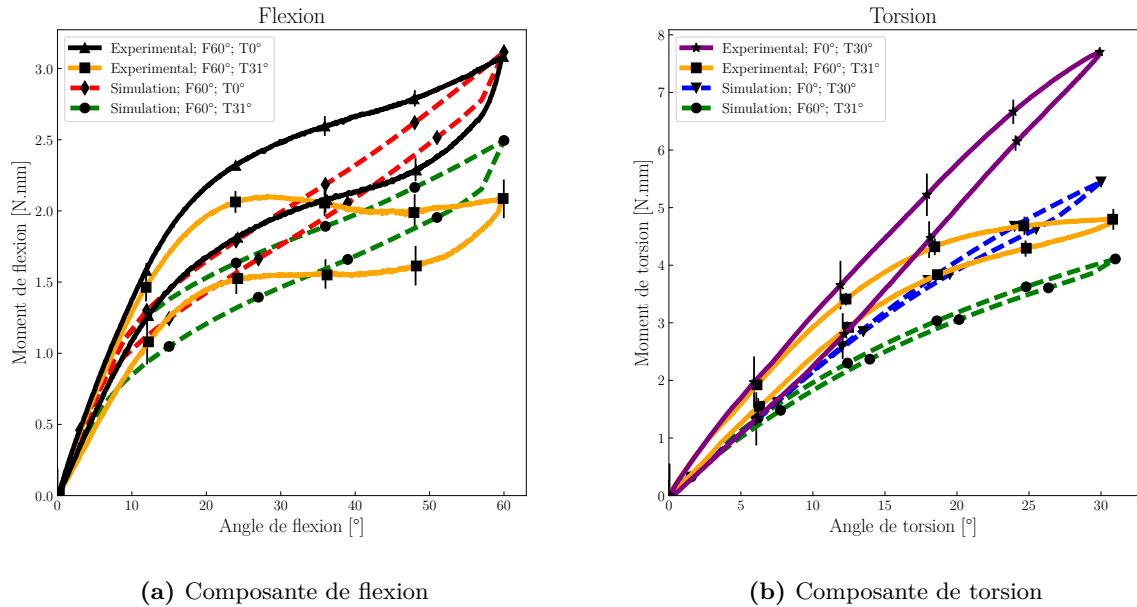 Flexion
Experimental; F60°; T0°
Experimental; F60°; T31°
Simulation; F60°; T0°
Simulation; F60°; T31°
Moment de flexion [N.mm]
3.0
2.5
2.0
1.5
1.0
0.5
0.0
0 10 20 30 40 50 60
Angle de flexion [°]
(a) Composante de flexion
Torsion
Experimental; F0°; T30°
Experimental; F60°; T31°
Simulation; F0°; T30°
Simulation; F60°; T31°
Moment de torsion [N.mm]
8
7
6
5
4
3
2
1
0
0 5 10 15 20 25 30
Angle de torsion [°]
(b) Composante de torsion